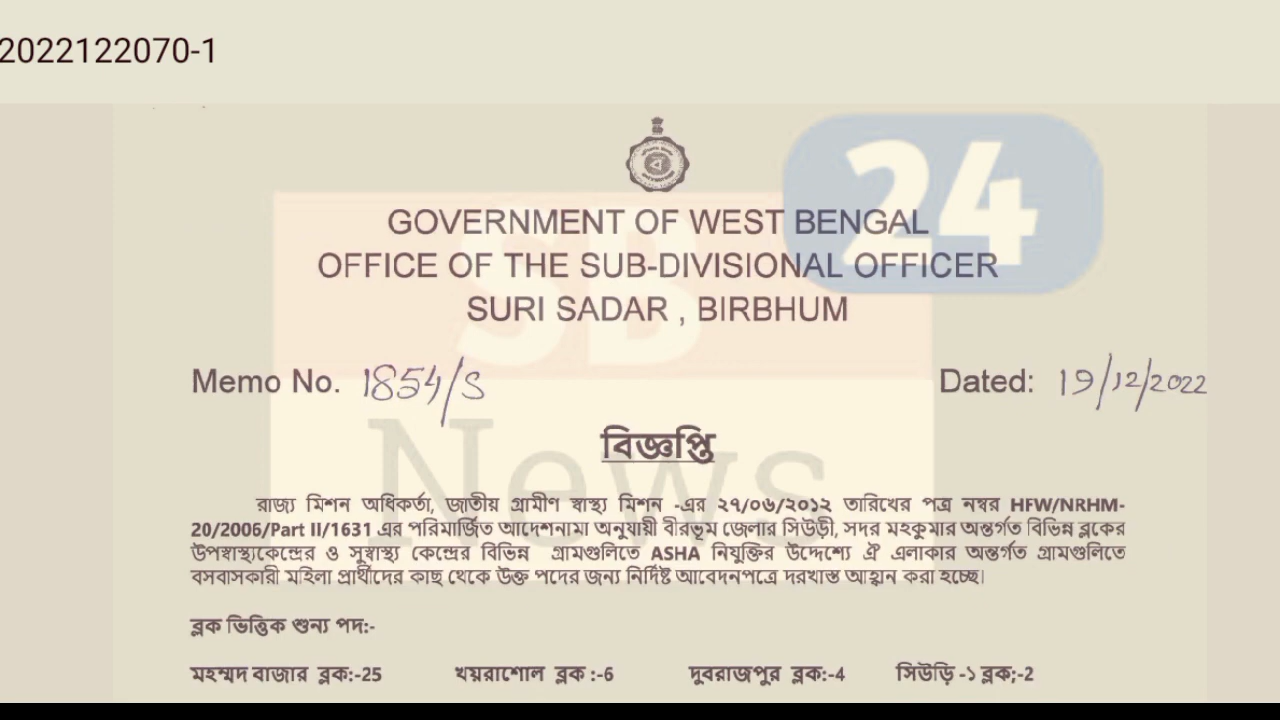 2022122070-1
24
SB
News
GOVERNMENT OF WEST BENGAL
OFFICE OF THE SUB-DIVISIONAL OFFICER
SURI SADAR , BIRBHUM
Memo No. 1854/S Dated: 19/12/2022
বিজ্ঞপ্তি
রাজ্য মিশন অধিকর্তা, জাতীয় গ্রামীণ স্বাস্থ্য মিশন -এর ২৭/০৬/২০১২ তারিখের পত্র নম্বর HFW/NRHM-
20/2006/Part II/1631 এর পরিমার্জিত আদেশনামা অনুযায়ী বীরভূম জেলার সিউড়ী, সদর মহকুমার অন্তর্গত বিভিন্ন ব্লকের
উপস্বাস্থ্যকেন্দ্রের ও সুস্বাস্থ্য কেন্দ্রের বিভিন্ন গ্রামগুলিতে ASHA নিযুক্তির উদ্দেশ্যে ঐ এলাকার অন্তর্গত গ্রামগুলিতে
বসবাসকারী মহিলা প্রার্থীদের কাছ থেকে উক্ত পদের জন্য নির্দিষ্ট আবেদনপত্রে দরখাস্ত আহ্বান করা হচ্ছে।
ব্লক ভিত্তিক শুন্য পদ:-
মহম্মদ বাজার ব্লক:-25 খয়রাশোল ব্লক :-6 দুবরাজপুর ব্লক:-4 সিউড়ি -১ ব্লক;-2